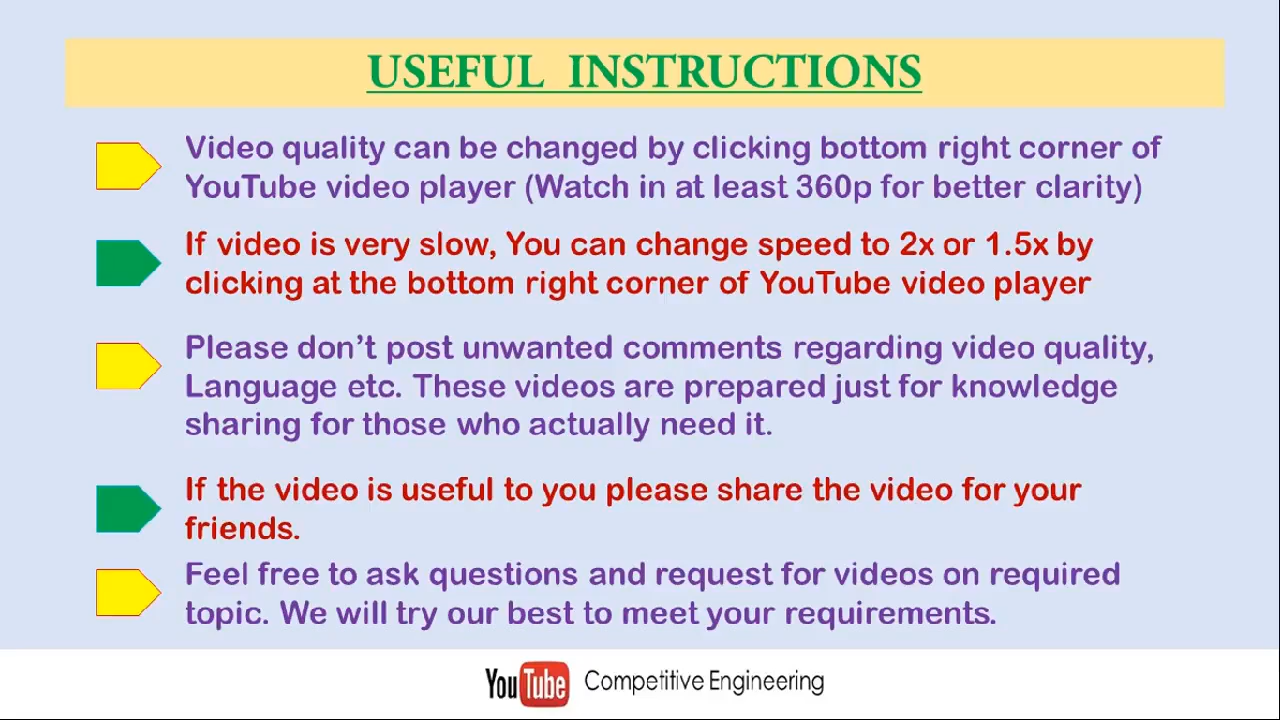 USEFUL INSTRUCTIONS
Video quality can be changed by clicking bottom right corner of
YouTube video player (Watch in at least 360p for better clarity)
If video is very slow, You can change speed to 2x or 1.5x by
clicking at the bottom right corner of YouTube video player
Please don’t post unwanted comments regarding video quality,
Language etc. These videos are prepared just for knowledge
sharing for those who actually need it.
If the video is useful to you please share the video for your
friends.
Feel free to ask questions and request for videos on required
topic. We will try our best to meet your requirements.
YouTube Competitive Engineering